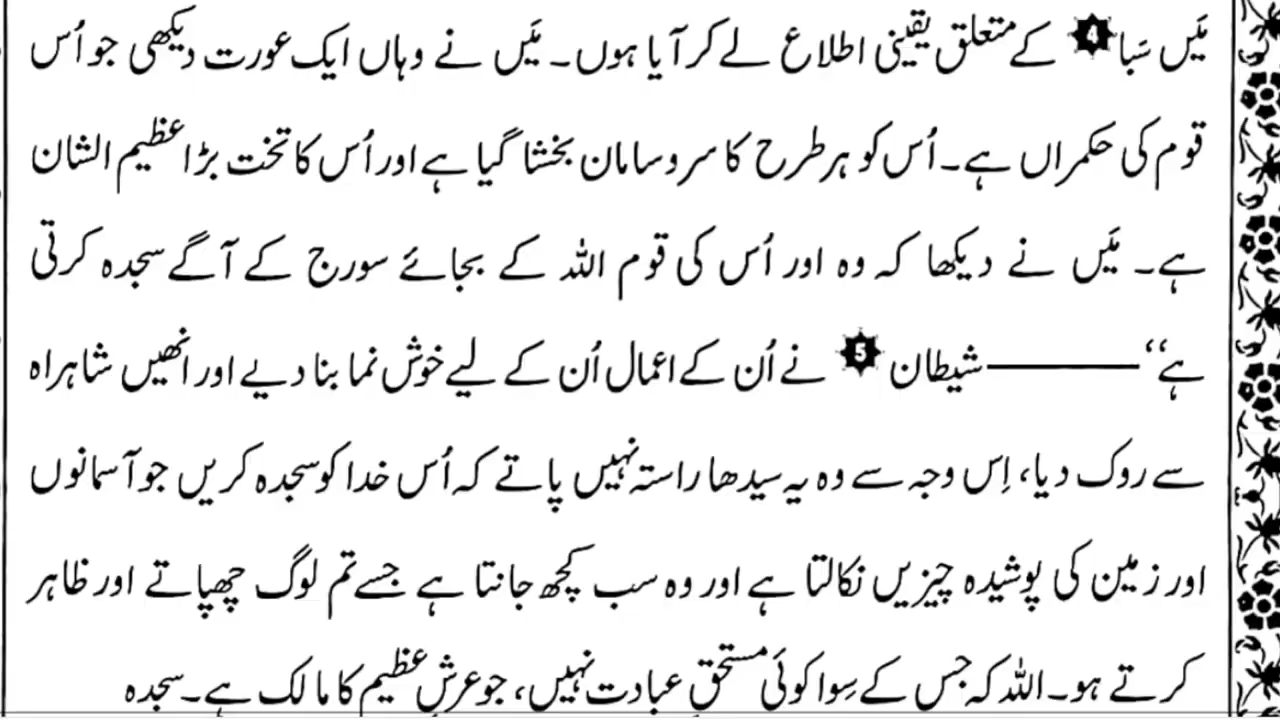 مَیں سَبا 4 کے متعلق یقینی اطلاع لے کر آیا ہوں۔ مَیں نے وہاں ایک عورت دیکھی جو اُس
قوم کی حکمراں ہے۔ اُس کو ہر طرح کا سروسامان بخشا گیا ہے اور اُس کا تخت بڑا عظیم الشان
ہے۔ مَیں نے دیکھا کہ وہ اور اُس کی قوم اللہ کے بجائے سورج کے آگے سجدہ کرتی
ہے‘‘ ——— شیطان 5 نے اُن کے اعمال اُن کے لیے خوش نما بنا دیے اور انھیں شاہراہ
سے روک دیا، اِس وجہ سے وہ یہ سیدھا راستہ نہیں پاتے کہ اُس خدا کو سجدہ کریں جو آسمانوں
اور زمین کی پوشیدہ چیزیں نکالتا ہے اور وہ سب کچھ جانتا ہے جسے تم لوگ چھپاتے اور ظاہر
کرتے ہو۔ اللہ کہ جس کے سِوا کوئی مستحقِ عبادت نہیں، جو عرشِ عظیم کا مالک ہے۔ سجدہ